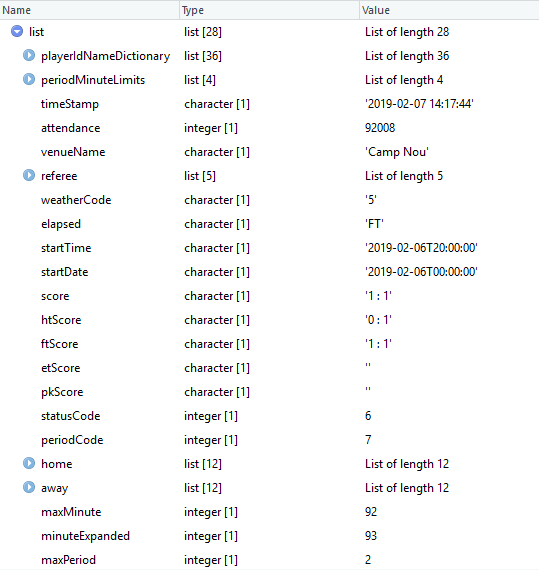 Name Type Value
list list [28] List of length 28
playerIdNameDictionary list [36] List of length 36
periodMinuteLimits list [4] List of length 4
timeStamp character [1] '2019-02-07 14:17:44'
attendance integer [1] 92008
venueName character [1] 'Camp Nou'
referee list [5] List of length 5
weatherCode character [1] '5'
elapsed character [1] 'FT'
startTime character [1] '2019-02-06T20:00:00'
startDate character [1] '2019-02-06T00:00:00'
score character [1] '1 : 1'
htScore character [1] '0 : 1'
ftScore character [1] '1 : 1'
etScore character [1] ''
pkScore character [1] ''
statusCode integer [1] 6
periodCode integer [1] 7
home list [12] List of length 12
away list [12] List of length 12
maxMinute integer [1] 92
minuteExpanded integer [1] 93
maxPeriod integer [1] 2